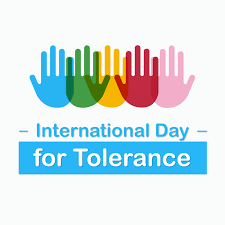 – International Day –
for Tolerance